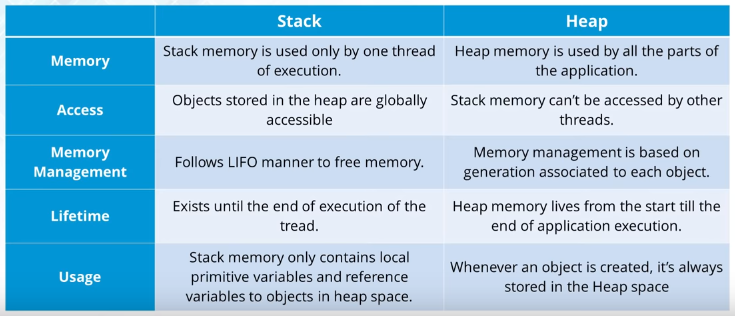 Stack
Heap
Memory
Stack memory is used only by one thread
of execution.
Heap memory is used by all the parts of
the application.
Access
Objects stored in the heap are globally
accessible
Stack memory can't be accessed by other
threads.
Memory
Management
Follows LIFO manner to free memory.
Memory management is based on
generation associated to each object.
Lifetime
Exists until the end of execution of the
tread.
Heap memory lives from the start till the
end of application execution.
Usage
Stack memory only contains local
primitive variables and reference
variables to objects in heap space.
Whenever an object is created, it's always
stored in the Heap space